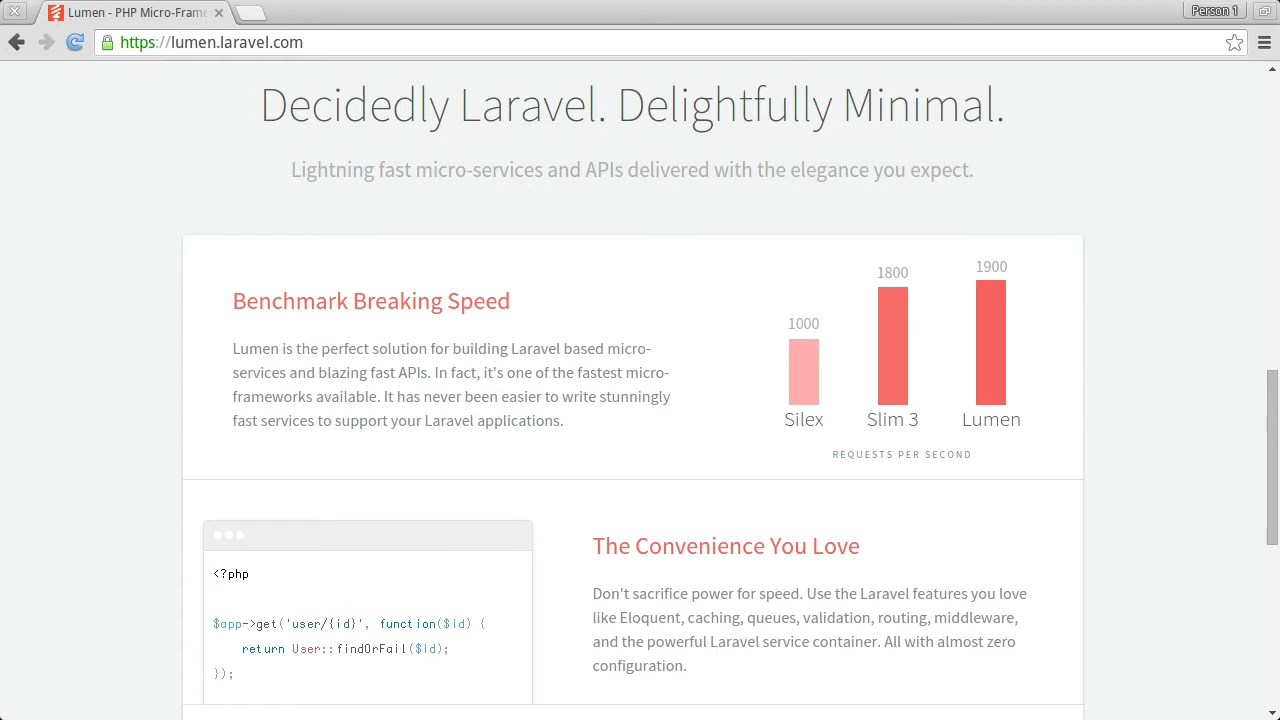 Lumen - PHP Micro-Frame
Person 1
https://lumen.laravel.com
Decidedly Laravel. Delightfully Minimal.
Lightning fast micro-services and APIs delivered with the elegance you expect.
Benchmark Breaking Speed
Lumen is the perfect solution for building Laravel based micro-
services and blazing fast APIs. In fact, it's one of the fastest micro-
frameworks available. It has never been easier to write stunningly
fast services to support your Laravel applications.
1000
1800
1900
Silex
Slim 3
Lumen
REQUESTS PER SECOND
<?php
$app->get('user/{id}', function($id) {
    return User::findOrFail($id);
});
The Convenience You Love
Don't sacrifice power for speed. Use the Laravel features you love
like Eloquent, caching, queues, validation, routing, middleware,
and the powerful Laravel service container. All with almost zero
configuration.